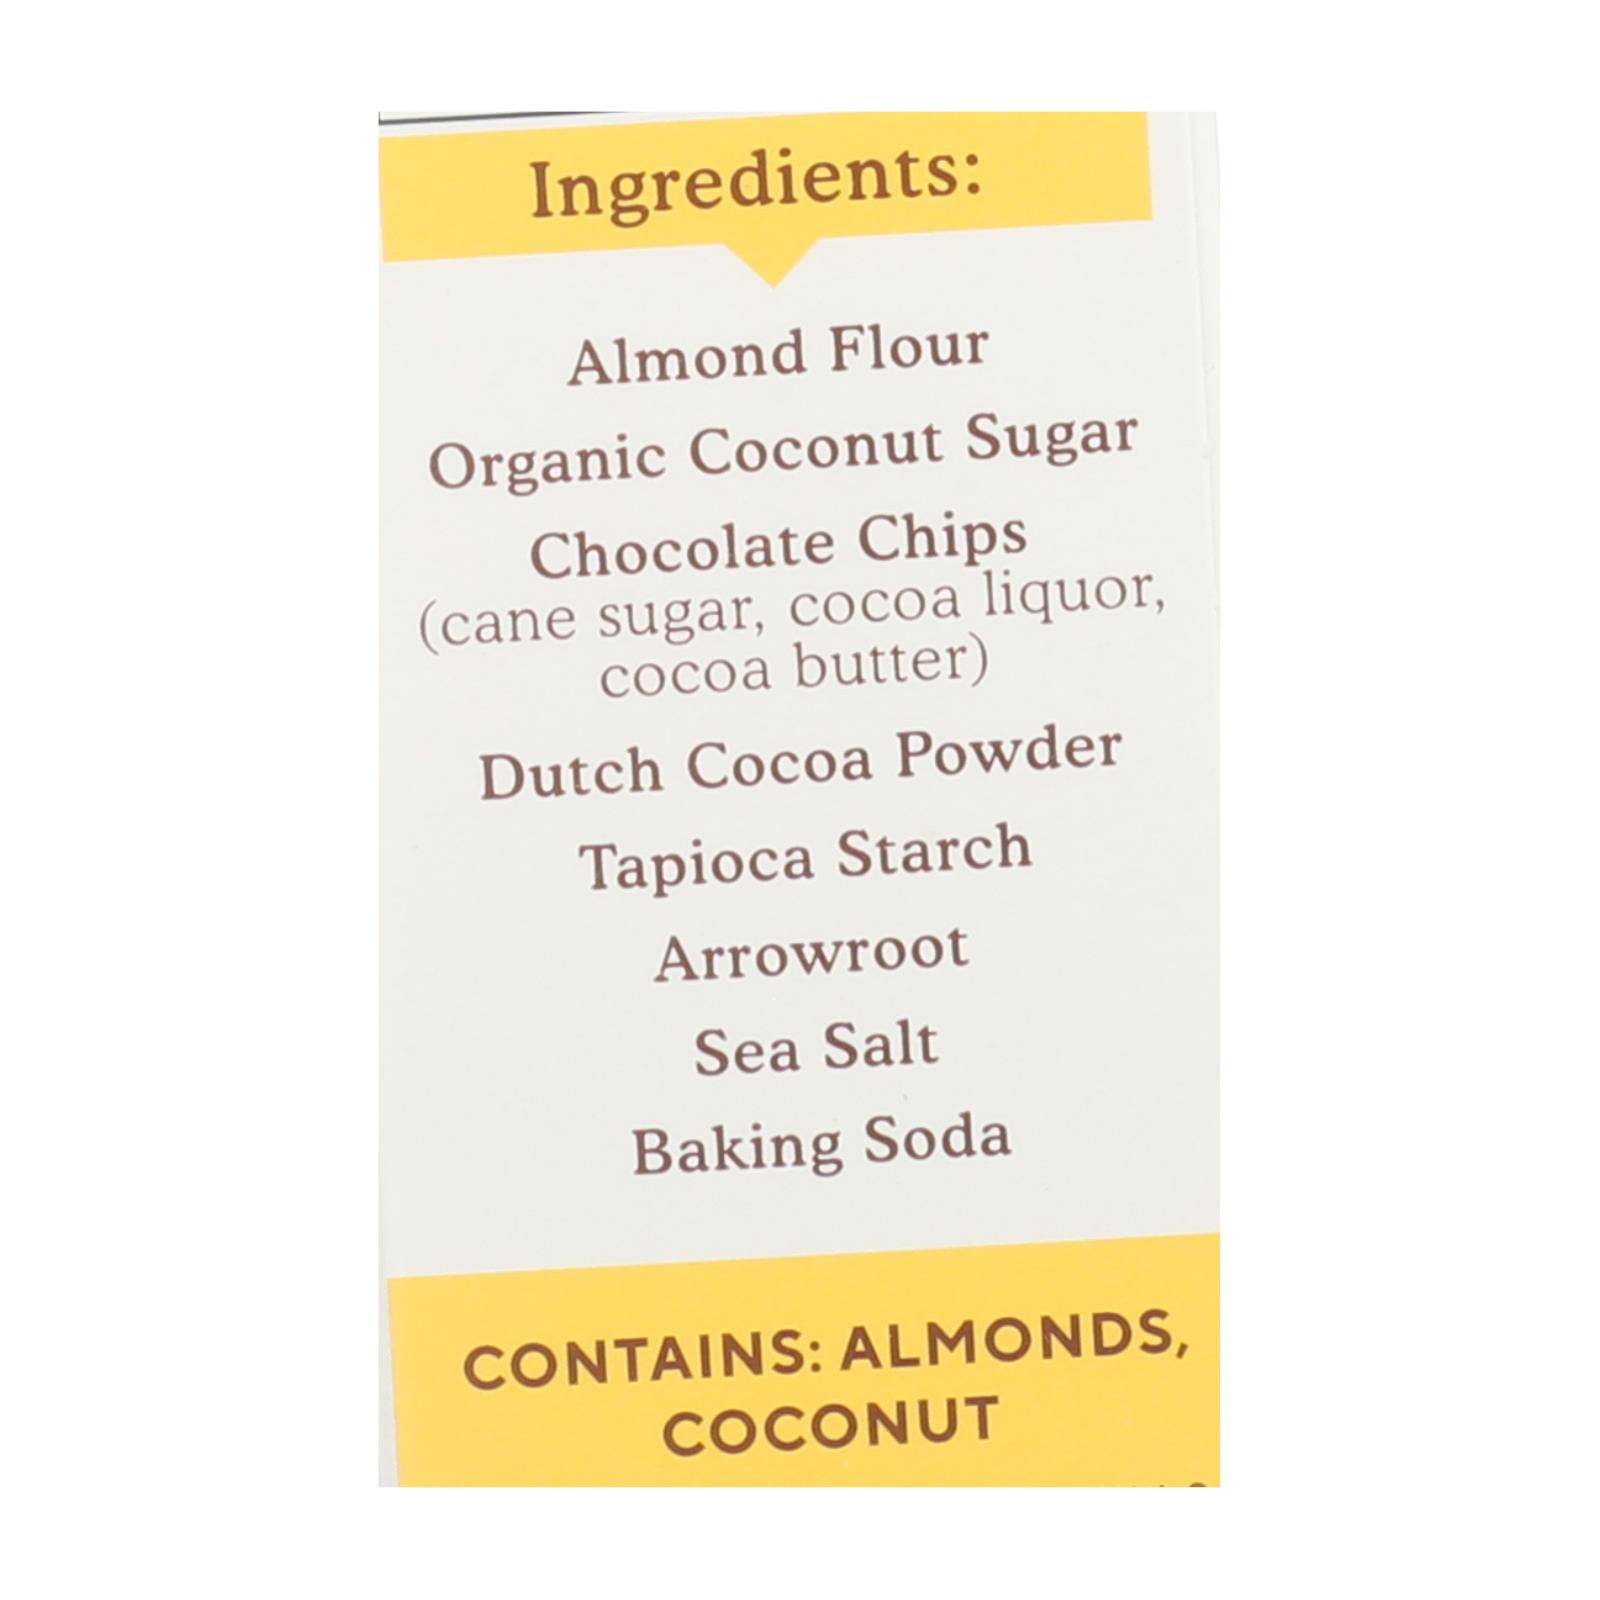 Ingredients:
Almond Flour
Organic Coconut Sugar
Chocolate Chips
(cane sugar, cocoa liquor,
cocoa butter)
Dutch Cocoa Powder
Tapioca Starch
Arrowroot
Sea Salt
Baking Soda
CONTAINS: ALMONDS,
COCONUT